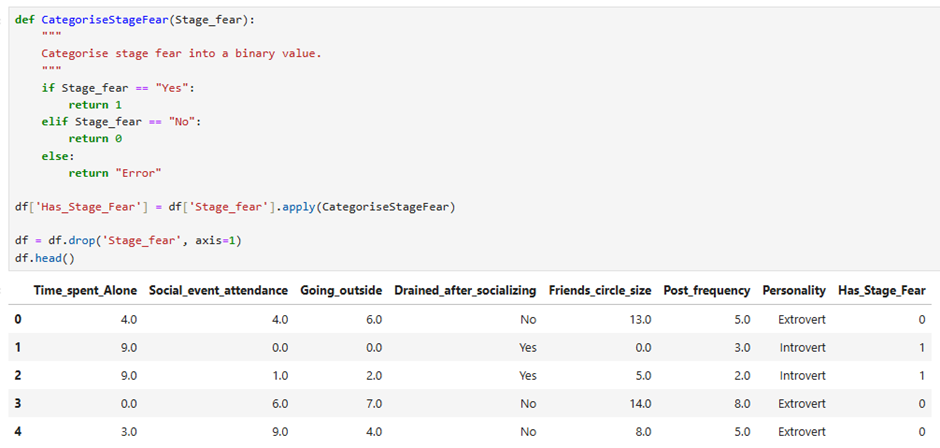 def CategoriseStageFear(Stage_fear):
    """
    Categorise stage fear into a binary value.
    """
    if Stage_fear == "Yes":
        return 1
    elif Stage_fear == "No":
        return 0
    else:
        return "Error"
df['Has_Stage_Fear'] = df['Stage_fear'].apply(CategoriseStageFear)
df = df.drop('Stage_fear', axis=1)
df.head()
Time_spent_Alone Social_event_attendance Going_outside Drained_after_socializing Friends_circle_size Post_frequency Personality Has_Stage_Fear
0 4.0 4.0 6.0 No 13.0 5.0 Extrovert 0
1 9.0 0.0 0.0 Yes 0.0 3.0 Introvert 1
2 9.0 1.0 2.0 Yes 5.0 2.0 Introvert 1
3 0.0 6.0 7.0 No 14.0 8.0 Extrovert 0
4 3.0 9.0 4.0 No 8.0 5.0 Extrovert 0